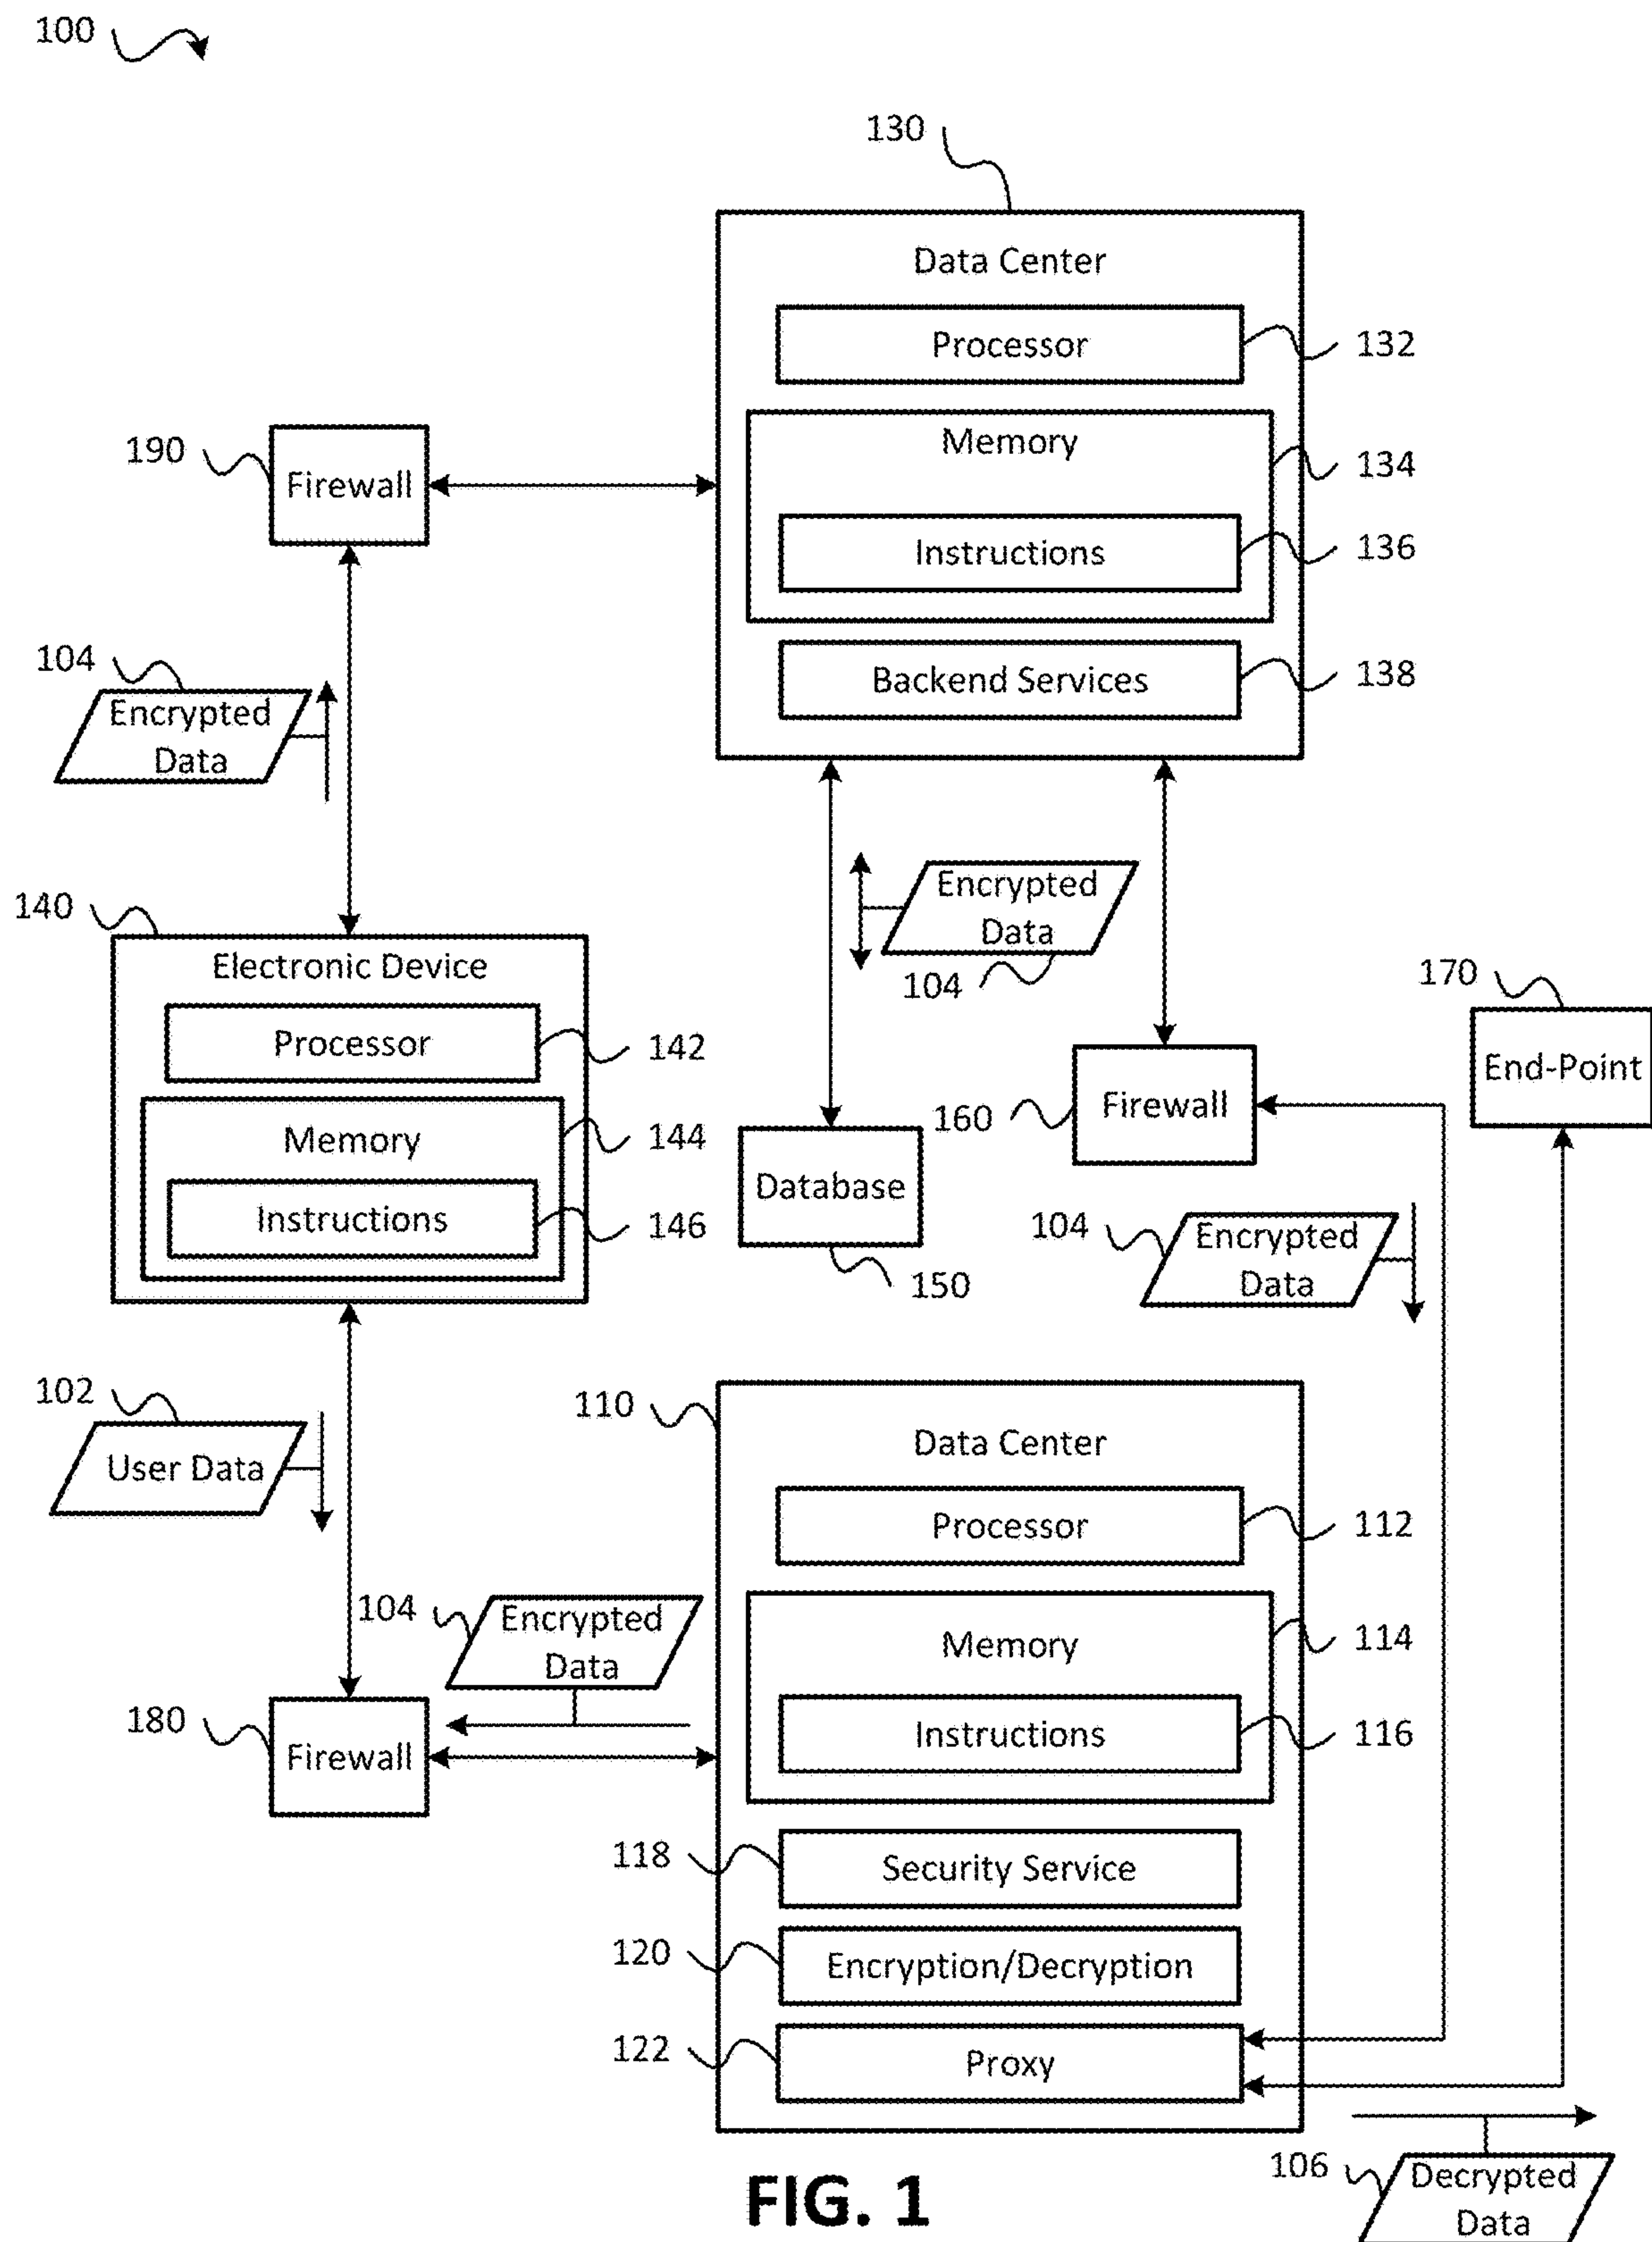 100
130
Data Center
Processor
132
190
Firewall
Memory
134
Instructions
136
104
Encrypted
Data
Backend Services
138
140
Electronic Device
Encrypted
Data
104
170
Processor
142
160
Firewall
End-Point
Memory
144
Database
Instructions
146
150
104
Encrypted
Data
102
User Data
110
Data Center
Processor
112
104
Encrypted
Data
Memory
114
180
Firewall
Instructions
116
118
Security Service
120
Encryption/Decryption
122
Proxy
106
Decrypted
Data
FIG. 1